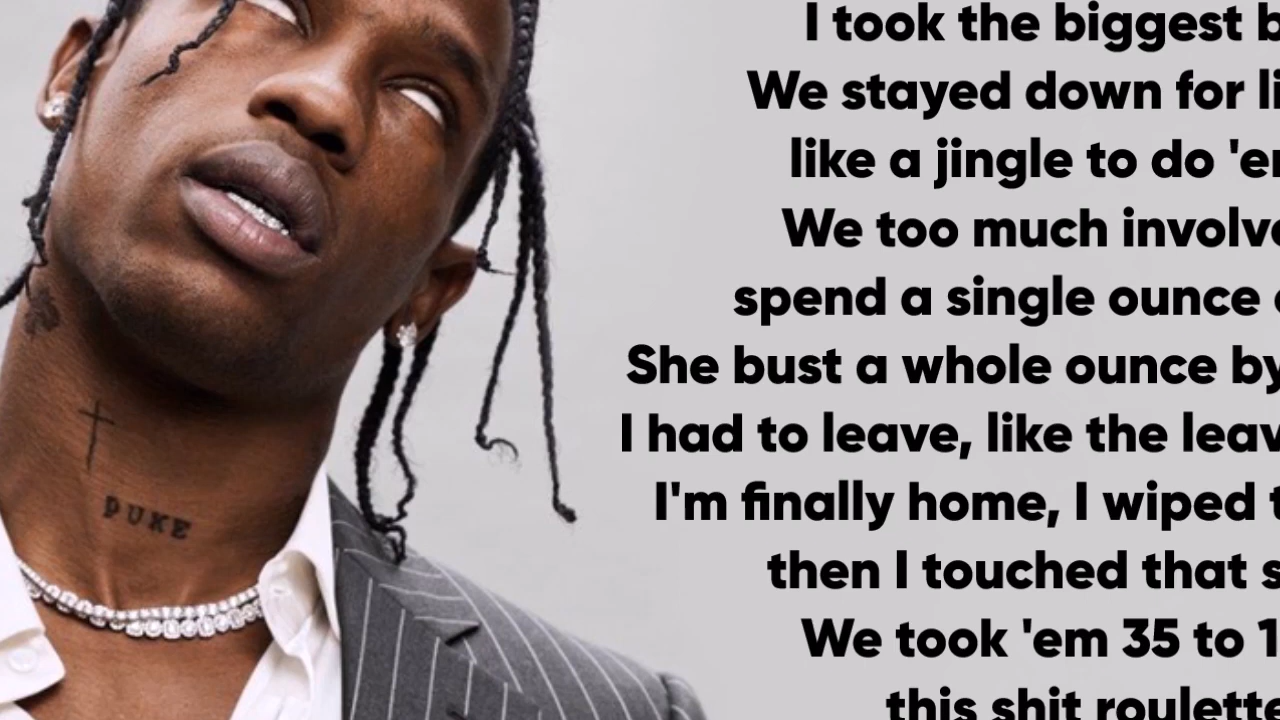 I took the biggest
We stayed down for
like a jingle to do
We too much
spend a single ounce
She bust a whole ounce by
I had to leave, like the
I'm finally home, I wiped
then I touched that
We took 'em 35 to
this shit roulette
DUKE